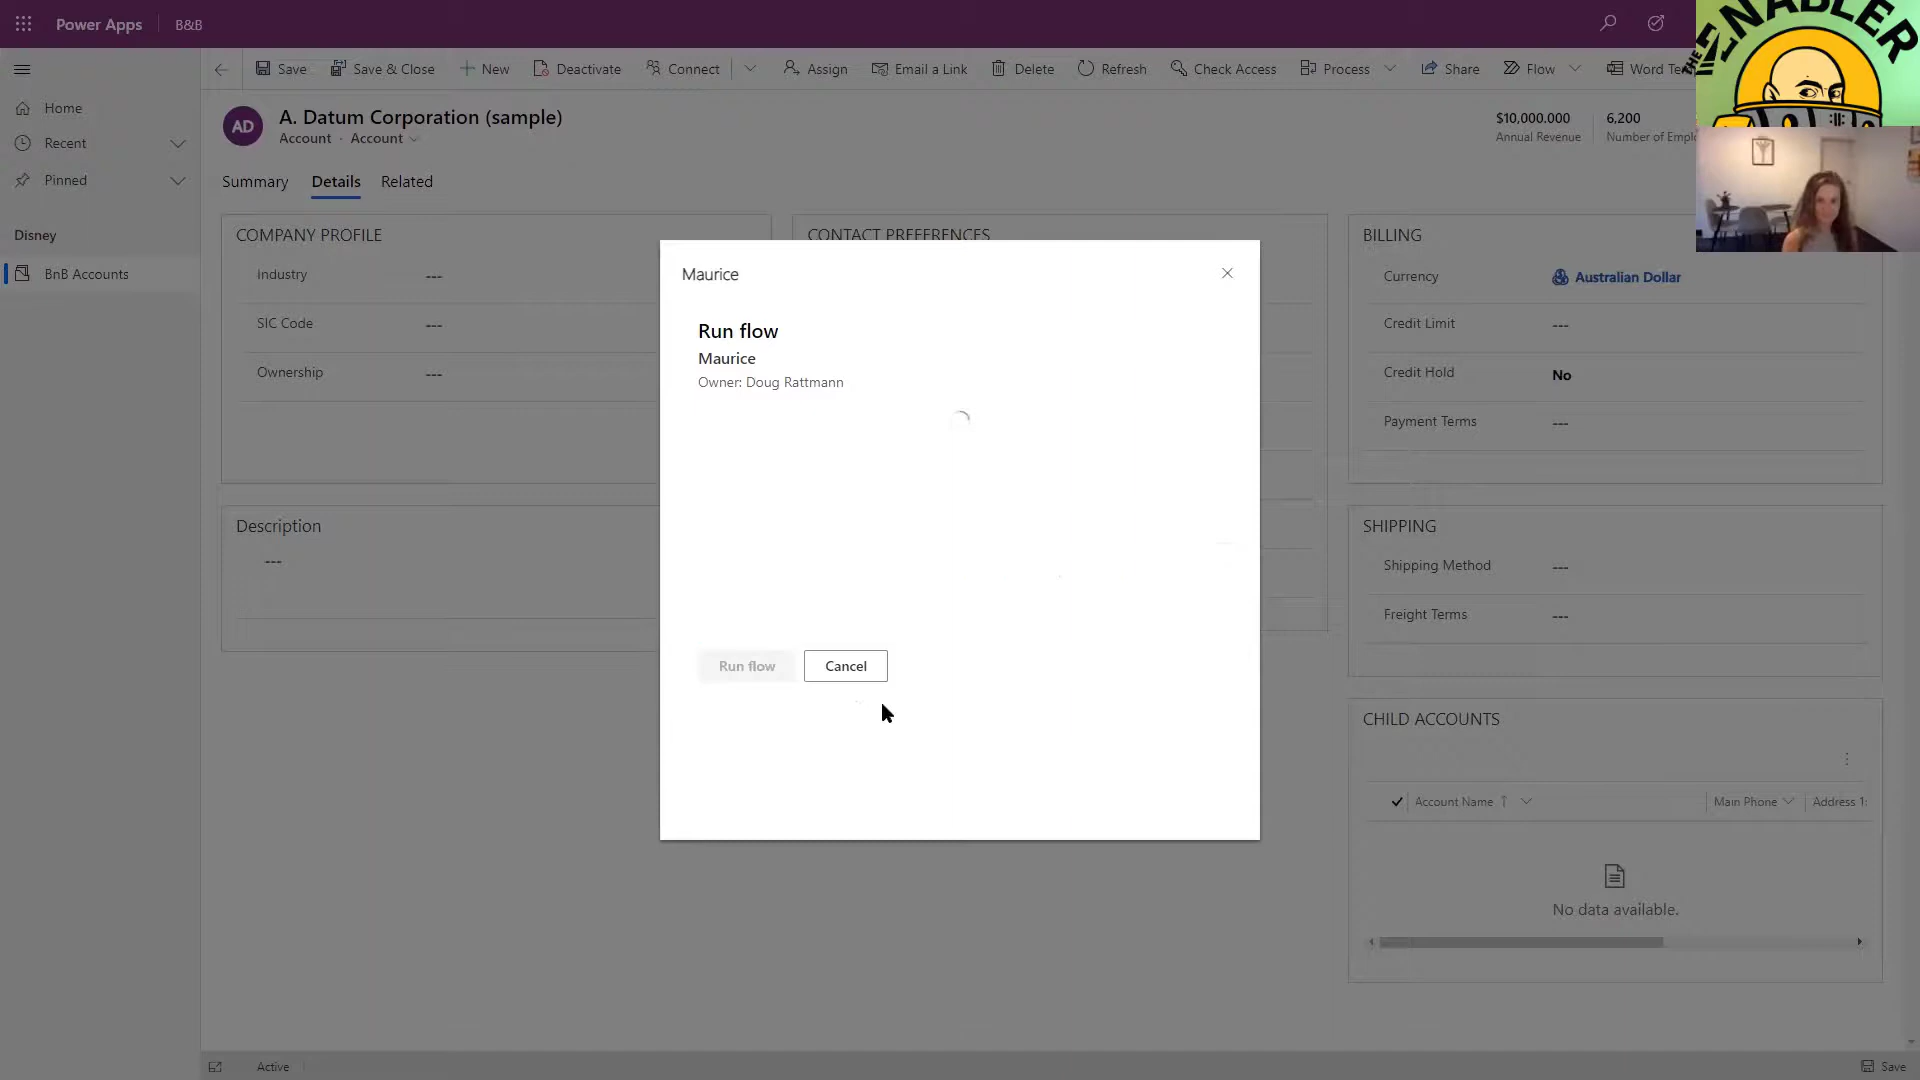 Power Apps
B&B
THE ENABLER
Save
Save & Close
New
Deactivate
Connect
Assign
Email a Link
Delete
Refresh
Check Access
Process
Share
Flow
Word Te
Home
Recent
Pinned
Disney
BnB Accounts
AD
A. Datum Corporation (sample)
Account · Account
$10,000.000
Annual Revenue
6,200
Number of Emplo
Summary
Details
Related
COMPANY PROFILE
Industry
---
SIC Code
---
Ownership
---
Description
---
CONTACT PREFERENCES
Maurice
Run flow
Maurice
Owner: Doug Rattmann
Run flow
Cancel
BILLING
Currency
Australian Dollar
Credit Limit
---
Credit Hold
No
Payment Terms
---
SHIPPING
Shipping Method
---
Freight Terms
---
CHILD ACCOUNTS
Account Name
Main Phone
Address 1:
No data available.
Active
Save